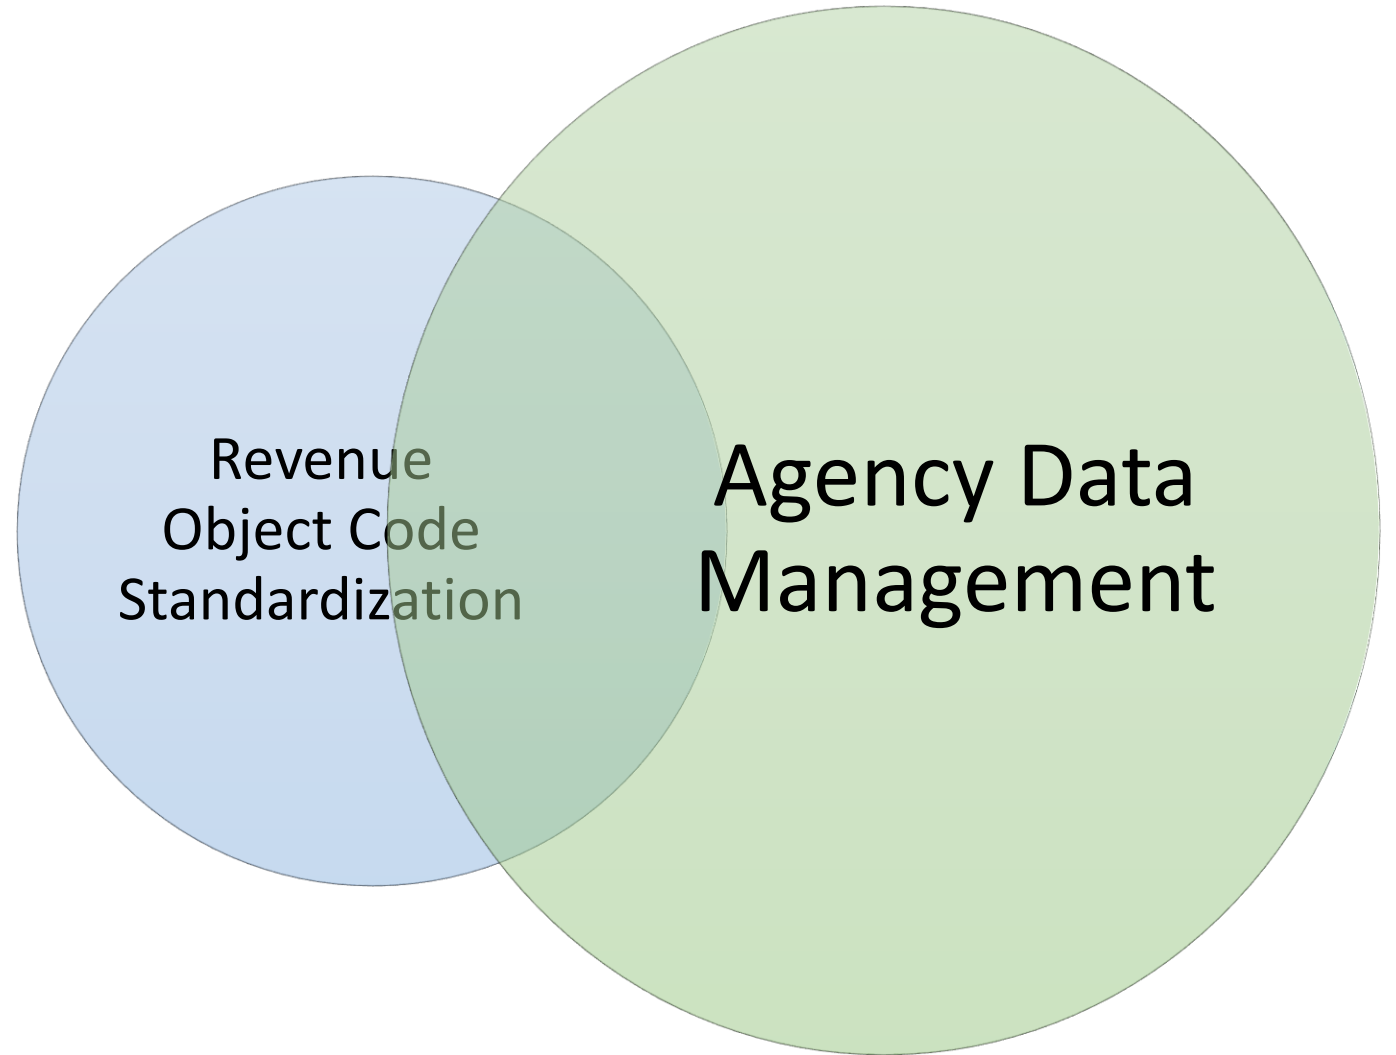 Revenue
Object Code
Standardization
Agency Data
Management